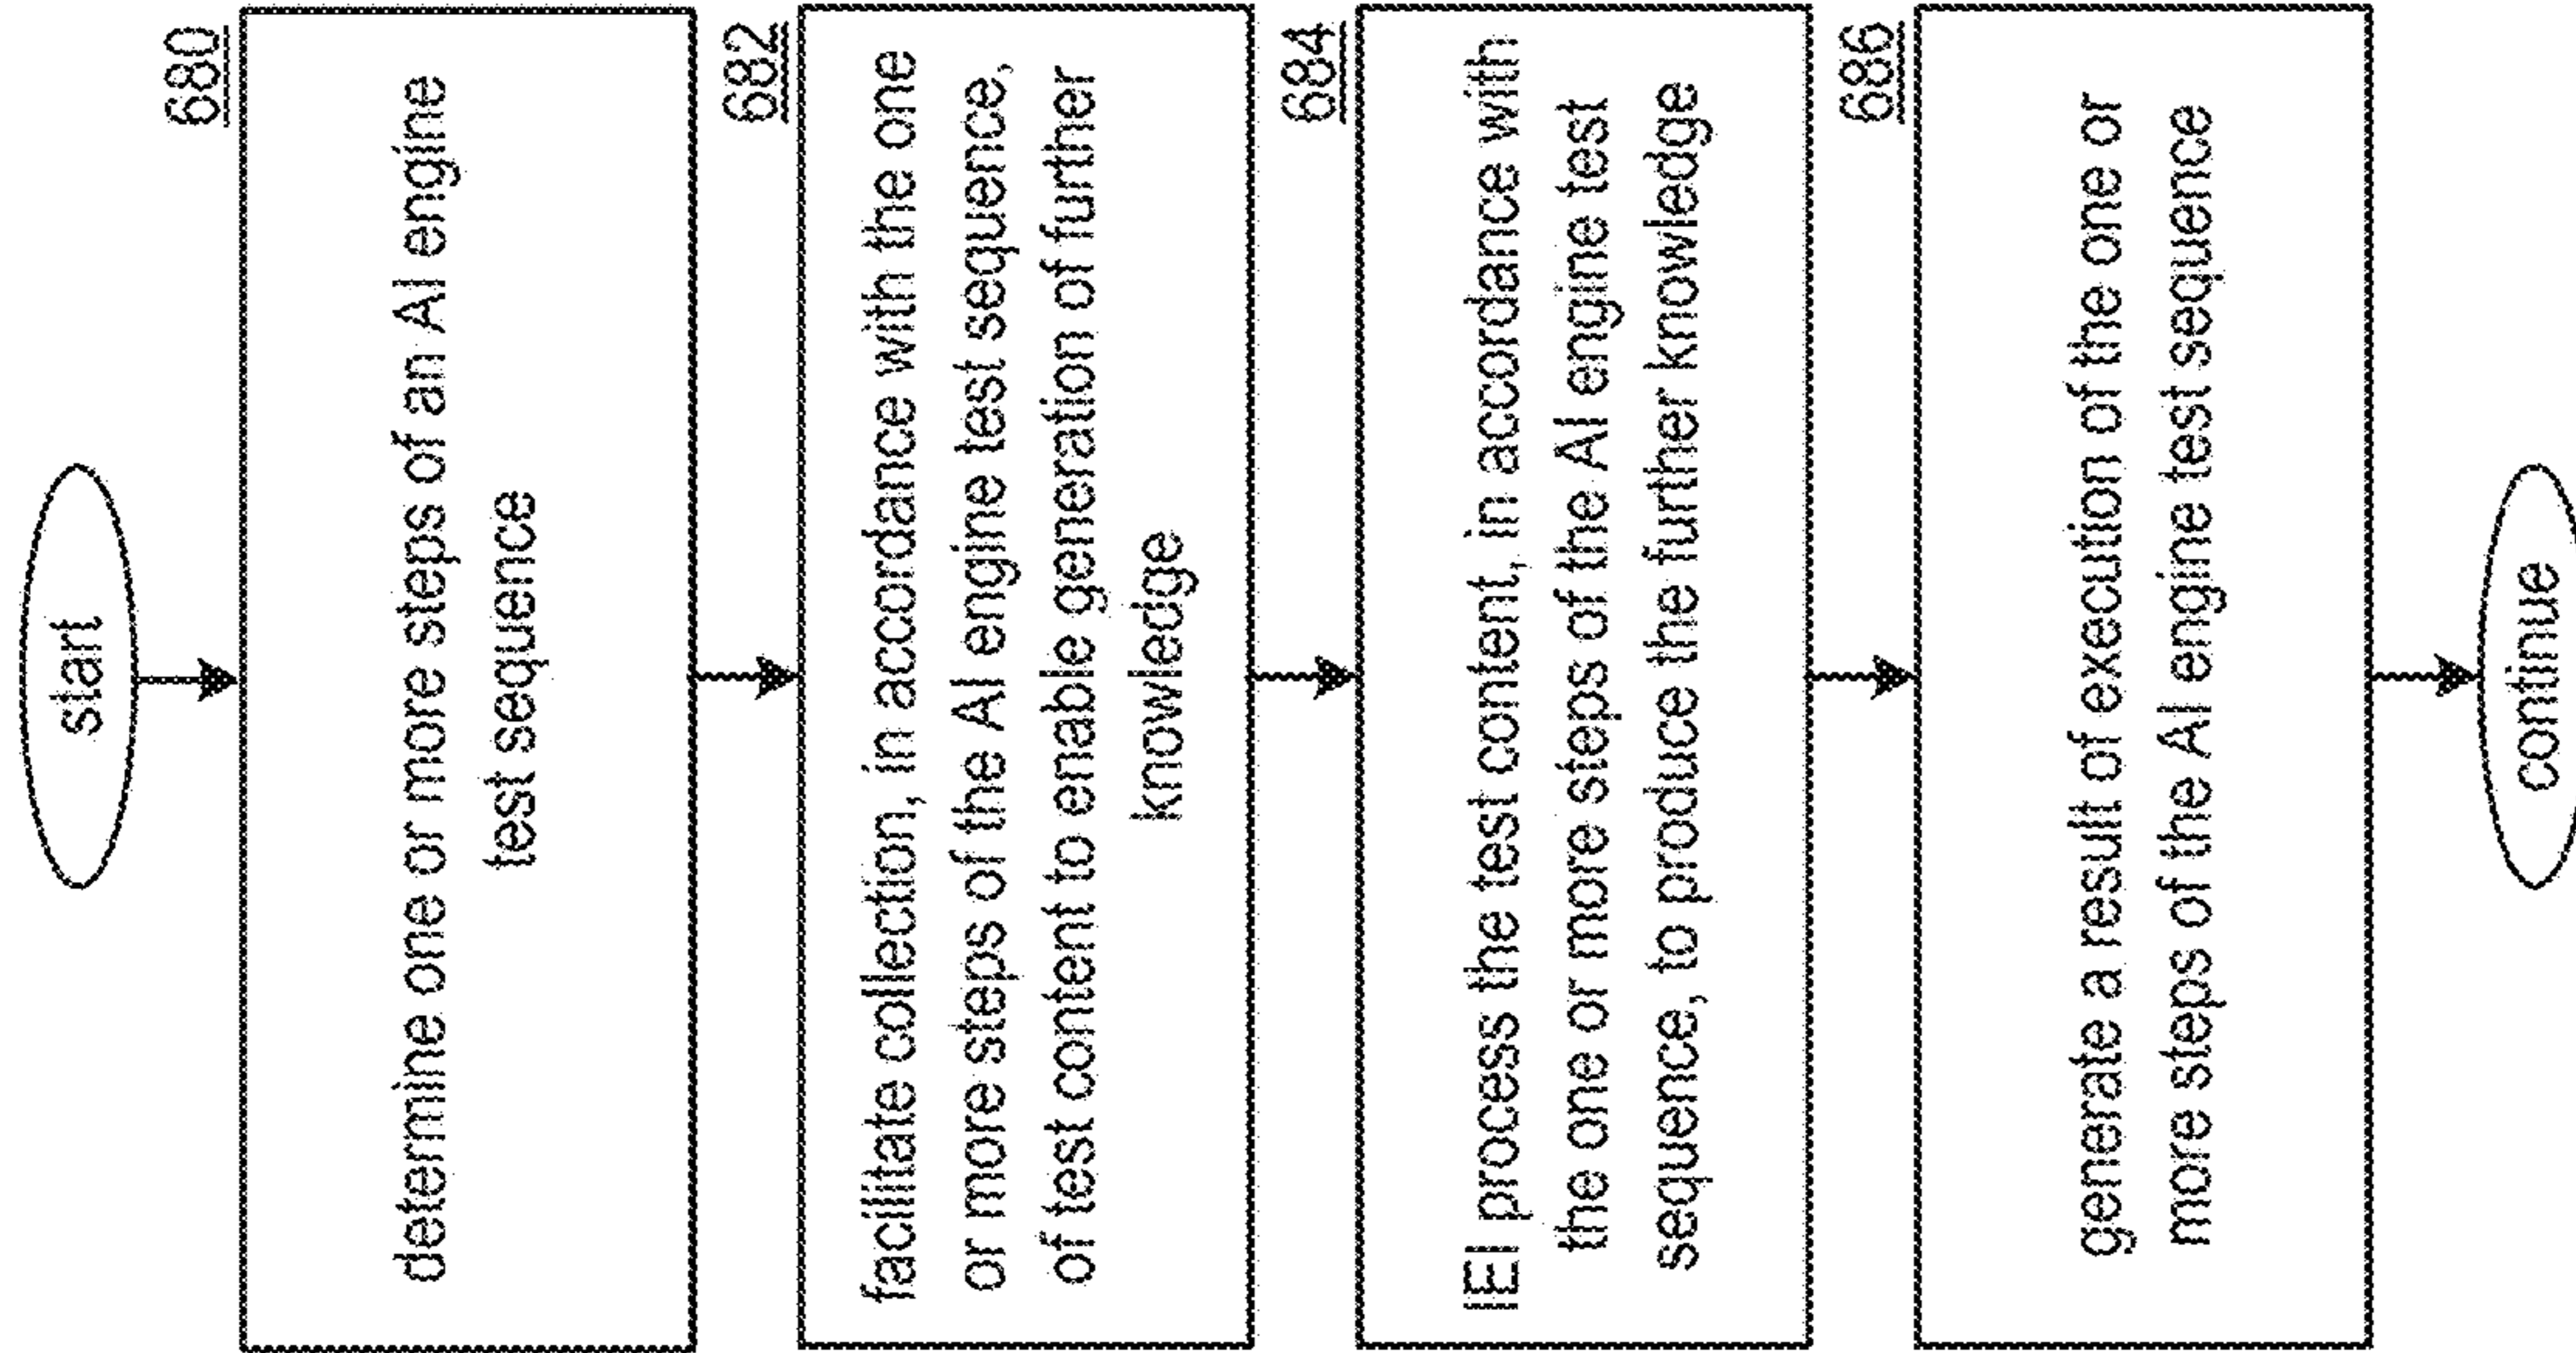 start
680
determine one or more steps of an AI engine
test sequence
682
facilitate collection, in accordance with the one
or more steps of the AI engine test sequence,
of test content to enable generation of further
knowledge
684
IEI process the test content, in accordance with
the one or more steps of the AI engine test
sequence, to produce the further knowledge
686
generate a result of execution of the one or
more steps of the AI engine test sequence
continue